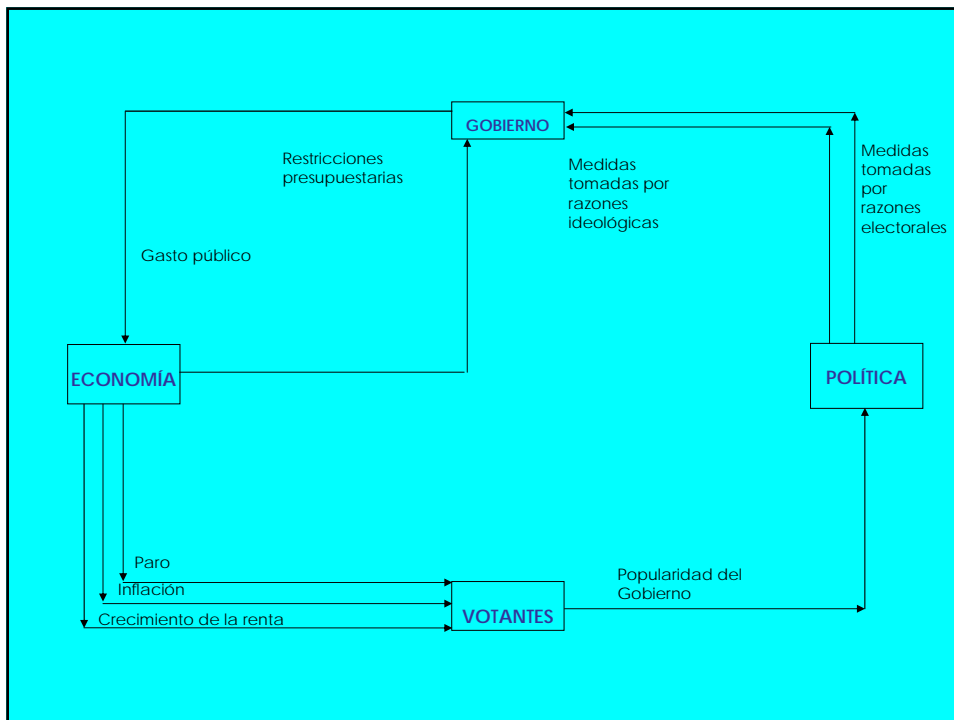 GOBIERNO
Restricciones
presupuestarias
Medidas
tomadas por
razones
ideológicas
Medidas
tomadas
por
razones
electorales
Gasto público
ECONOMÍA
POLÍTICA
Paro
Inflación
Crecimiento de la renta
VOTANTES
Popularidad del
Gobierno